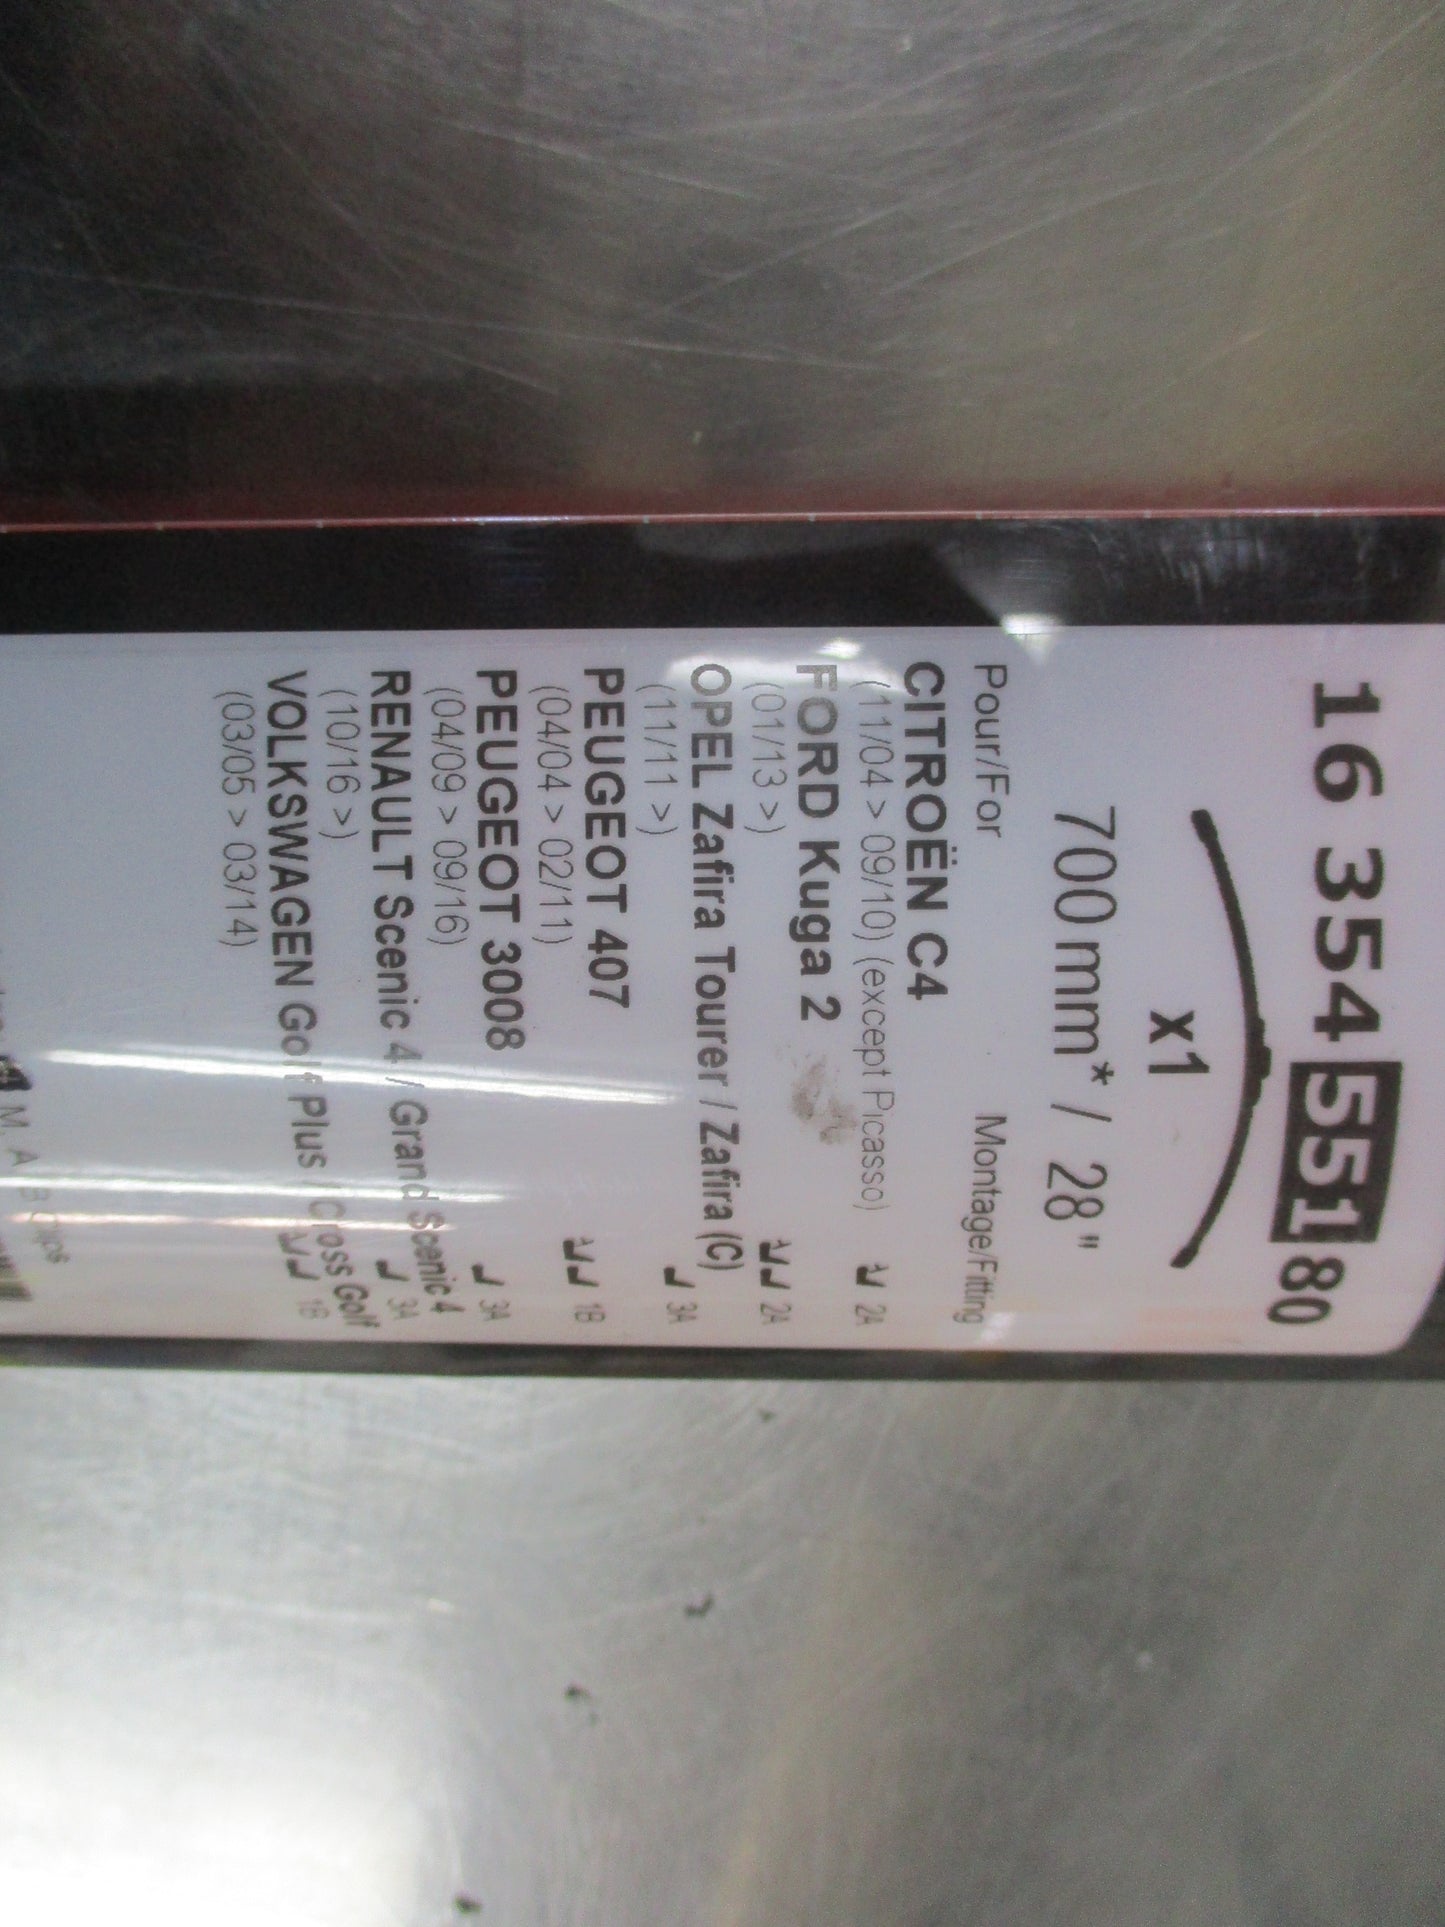 16 354 551 80
x1
700 mm* / 28"
Pour/For Montage/Fitting
CITROËN C4
(11/04 > 09/10) (except Picasso) 2A
FORD Kuga 2
(01/13 >) 2A
OPEL Zafira Tourer / Zafira (C)
(11/11 >) 3A
PEUGEOT 407
(04/04 > 02/11) 1B
PEUGEOT 3008
(04/09 > 09/16) 3A
RENAULT Scenic 4 / Grand Scenic 4
(10/16 >) 3A
VOLKSWAGEN Golf Plus / Cross Golf
(03/05 > 03/14) 1B